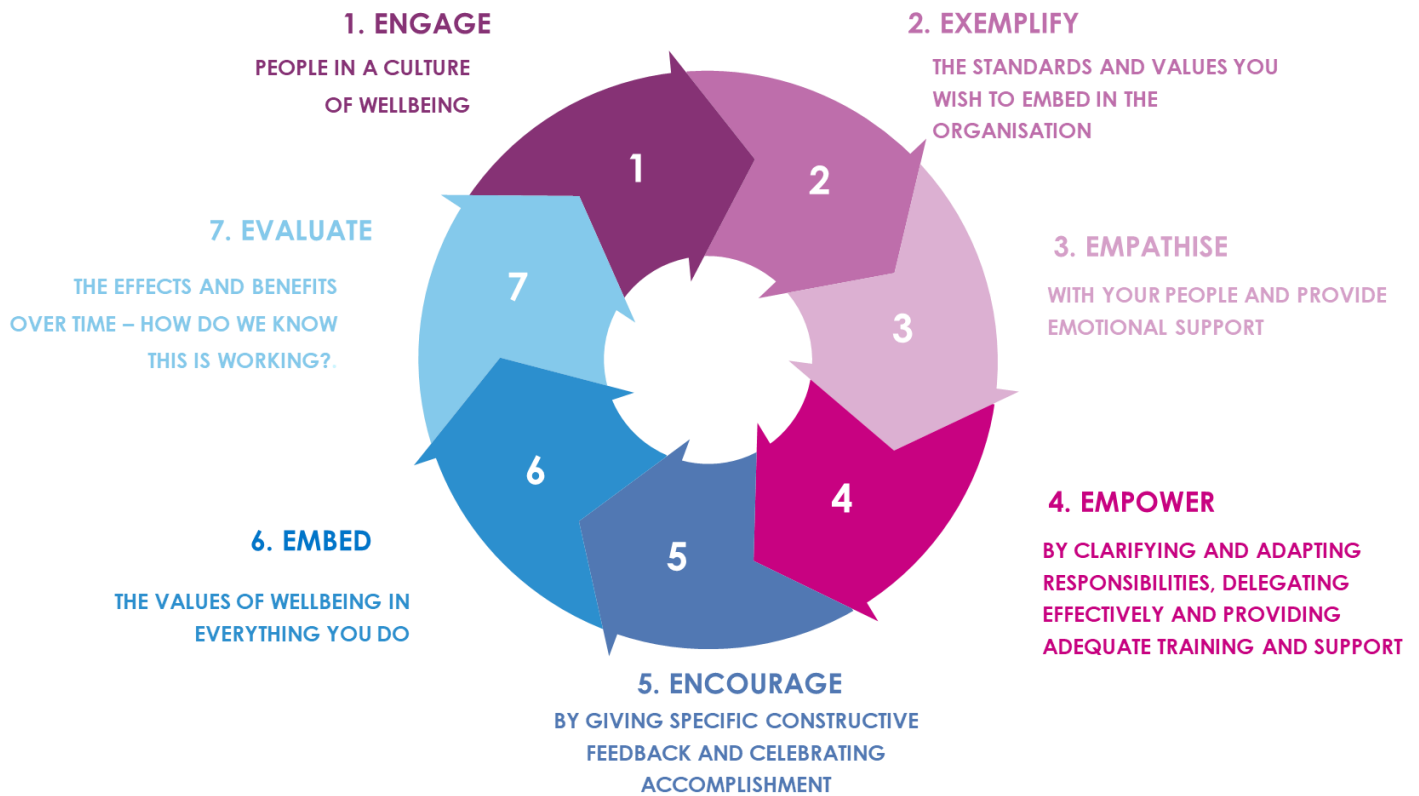 1. ENGAGE
PEOPLE IN A CULTURE
OF WELLBEING
2. EXEMPLIFY
THE STANDARDS AND VALUES YOU
WISH TO EMBED IN THE
ORGANISATION
3. EMPATHISE
WITH YOUR PEOPLE AND PROVIDE
EMOTIONAL SUPPORT
4. EMPOWER
BY CLARIFYING AND ADAPTING
RESPONSIBILITIES, DELEGATING
EFFECTIVELY AND PROVIDING
ADEQUATE TRAINING AND SUPPORT
5. ENCOURAGE
BY GIVING SPECIFIC CONSTRUCTIVE
FEEDBACK AND CELEBRATING
ACCOMPLISHMENT
6. EMBED
THE VALUES OF WELLBEING IN
EVERYTHING YOU DO
7. EVALUATE
THE EFFECTS AND BENEFITS
OVER TIME – HOW DO WE KNOW
THIS IS WORKING?.
1
2
3
4
5
6
7